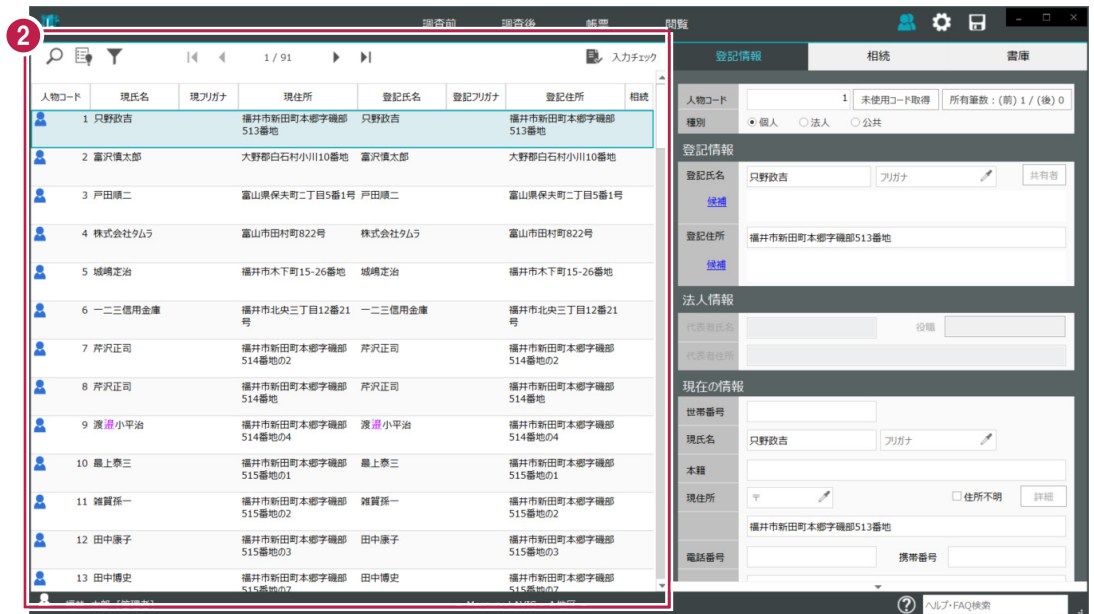 調査前 調査後 帳票 閲覧
2
1 / 91 入力チェック
人物コード 現氏名 現フリガナ 現住所 登記氏名 登記フリガナ 登記住所 相続
1 只野政吉 福井市新田町本郷字磯部 只野政吉 福井市新田町本郷字磯部
513番地 513番地
2 富沢慎太郎 大野郡白石村小川10番地 富沢慎太郎 大野郡白石村小川10番地
3 戸田順二 富山県保夫町二丁目5番1号 戸田順二 富山県保夫町二丁目5番1号
4 株式会社タムラ 富山市田村町822号 株式会社タムラ 富山市田村町822号
5 城嶋定治 福井市木下町15-26番地 城嶋定治 福井市木下町15-26番地
6 一二三信用金庫 福井市北央三丁目12番21 一二三信用金庫 福井市北央三丁目12番21
号 号
7 芹沢正司 福井市新田町本郷字磯部 芹沢正司 福井市新田町本郷字磯部
514番地の2 514番地の2
8 芹沢正司 福井市新田町本郷字磯部 芹沢正司 福井市新田町本郷字磯部
514番地 514番地
9 渡邉小平治 福井市新田町本郷字磯部 渡邉小平治 福井市新田町本郷字磯部
514番地の4 514番地の4
10 最上泰三 福井市新田町本郷字磯部 最上泰三 福井市新田町本郷字磯部
515番地の1 515番地の1
11 雑賀孫一 福井市新田町本郷字磯部 雑賀孫一 福井市新田町本郷字磯部
515番地の2 515番地の2
12 田中康子 福井市新田町本郷字磯部 田中康子 福井市新田町本郷字磯部
515番地の3 515番地の3
13 田中博史 福井市新田町本郷字磯部 田中博史 福井市新田町本郷字磯部
515番地の7 515番地の7
登記情報 相続 書庫
人物コード 1 未使用コード取得 所有筆数：(前) 1 / (後) 0
種別 個人 法人 公共
登記情報
登記氏名 只野政吉 フリガナ 共有者
候補
登記住所 福井市新田町本郷字磯部513番地
候補
法人情報
代表者氏名 役職
代表者住所
現在の情報
世帯番号
現氏名 只野政吉 フリガナ
本籍
現住所 〒 住所不明 詳細
福井市新田町本郷字磯部513番地
電話番号 携帯番号
ヘルプ・FAQ検索